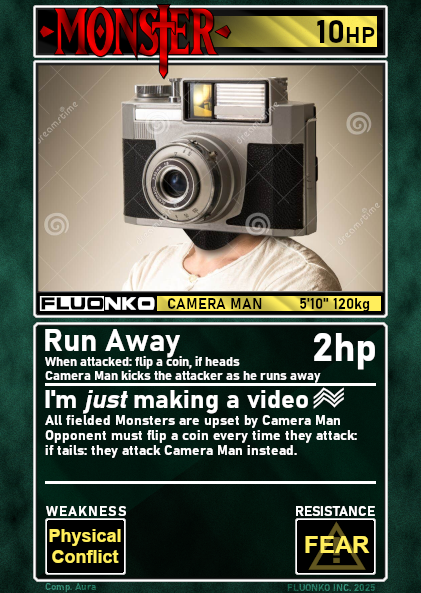 MONSTER
10HP
dreamstime
dreamstime
dreamstime
FLUONKO CAMERA MAN 5'10" 120kg
Run Away
2hp
When attacked: flip a coin, if heads
Camera Man kicks the attacker as he runs away
I'm just making a video
All fielded Monsters are upset by Camera Man
Opponent must flip a coin every time they attack:
if tails: they attack Camera Man instead.
WEAKNESS
RESISTANCE
Physical
Conflict
FEAR
Comp. Aura
FLUONKO INC. 2025